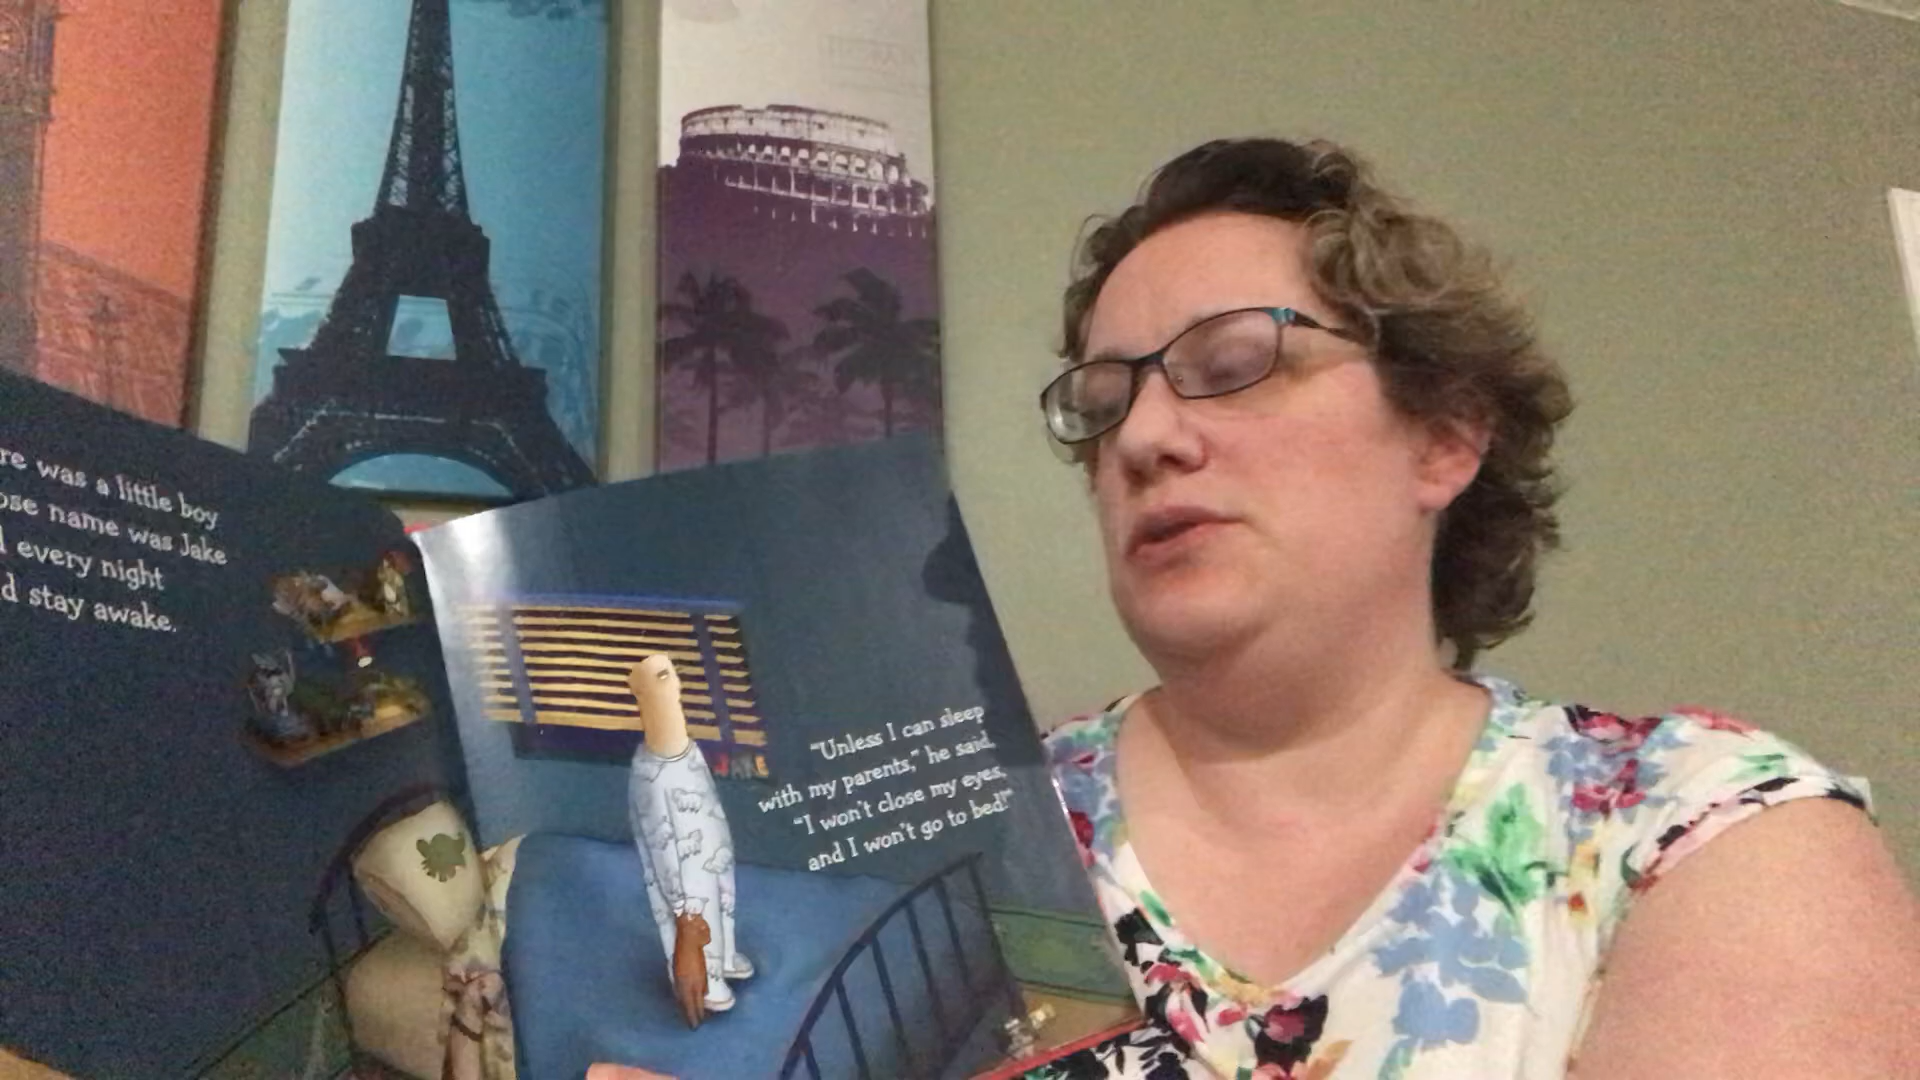 re was a little boy
ose name was Jake
every night
d stay awake.
JAKE
"Unless I can sleep
with my parents," he said,
"I won't close my eyes,
and I won't go to bed!"